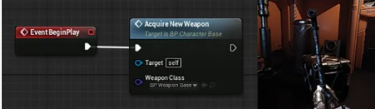 Event BeginPlay
Acquire New Weapon
Target is BP Character Base
Target self
Weapon Class
BP Weapon Base